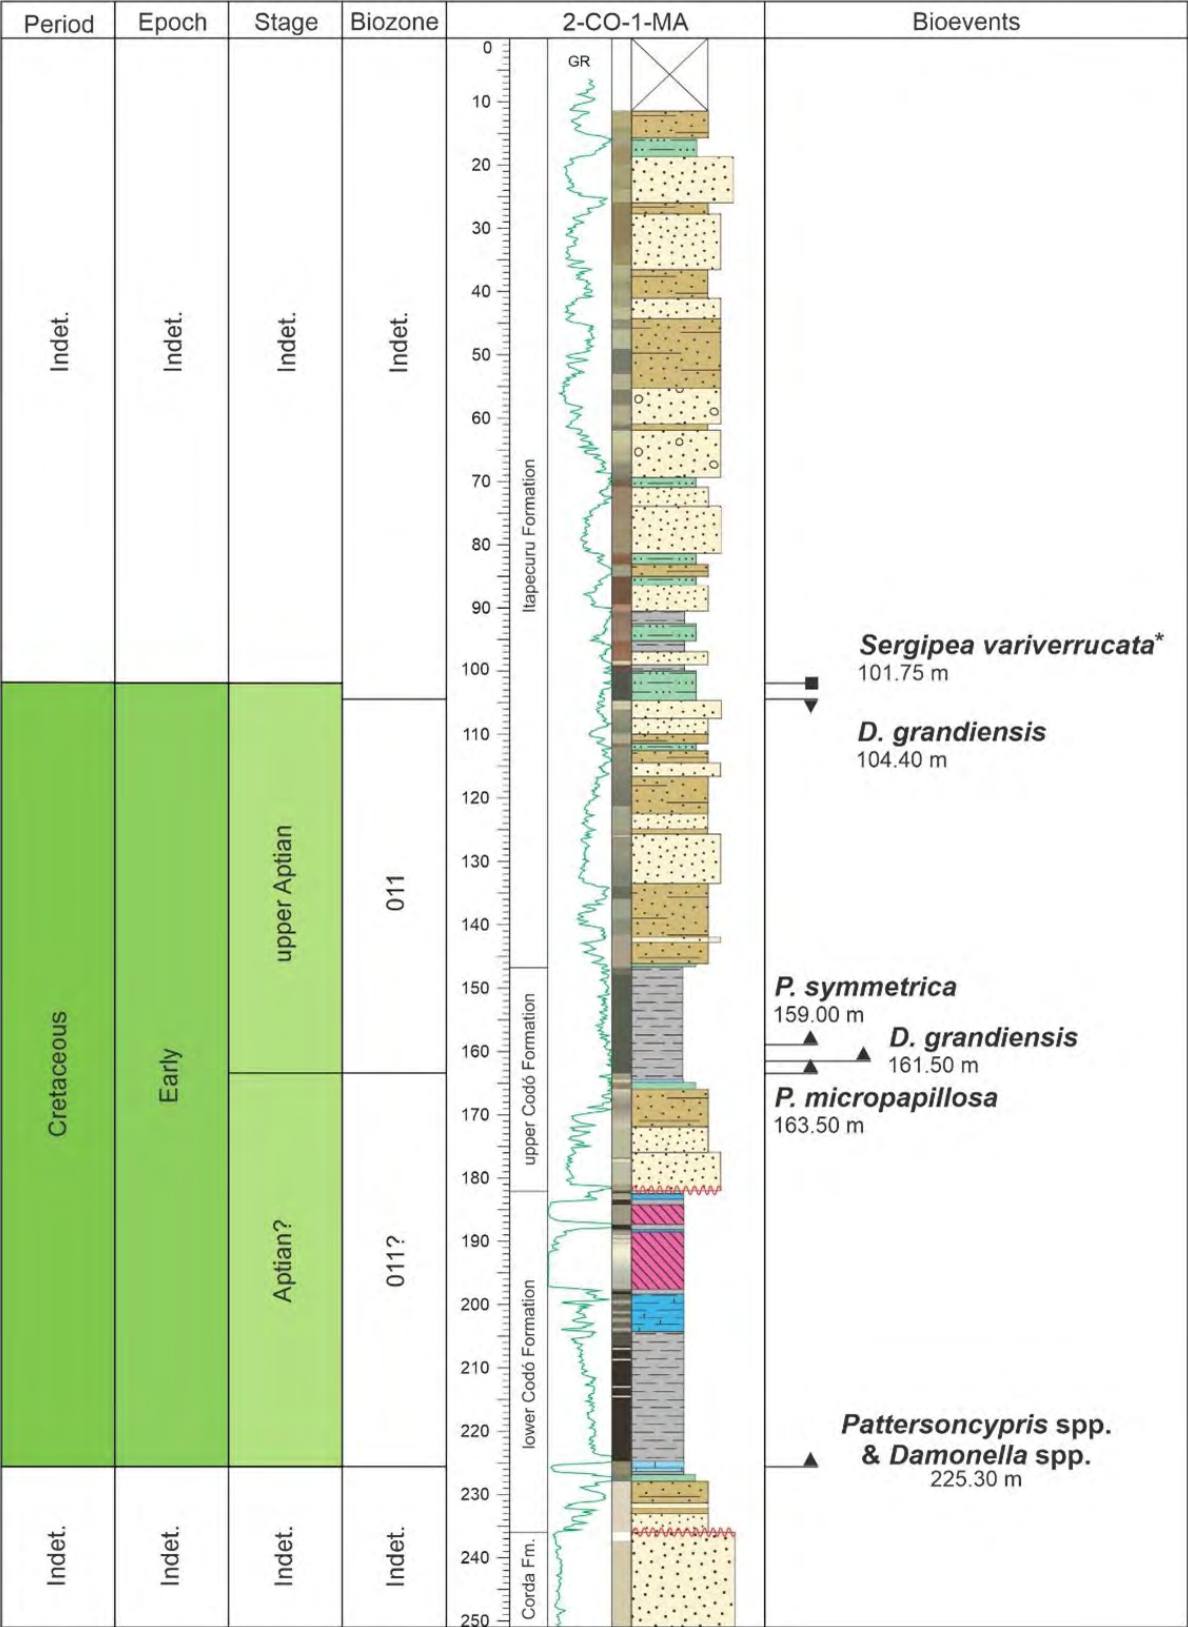 Period Epoch Stage Biozone 2-CO-1-MA Bioevents
GR
0
10
20
30
40
50
60
70
80
90
100
110
120
130
140
150
160
170
180
190
200
210
220
230
240
250
Indet. Indet. Indet. Indet.
Cretaceous
Early
upper Aptian
Aptian?
011
011?
Indet. Indet. Indet. Indet.
Itapecuru Formation
upper Codó Formation
lower Codó Formation
Corda Fm.
Sergipea variverrucata*
101.75 m
D. grandiensis
104.40 m
P. symmetrica
159.00 m
D. grandiensis
161.50 m
P. micropapillosa
163.50 m
Pattersoncypris spp.
& Damonella spp.
225.30 m